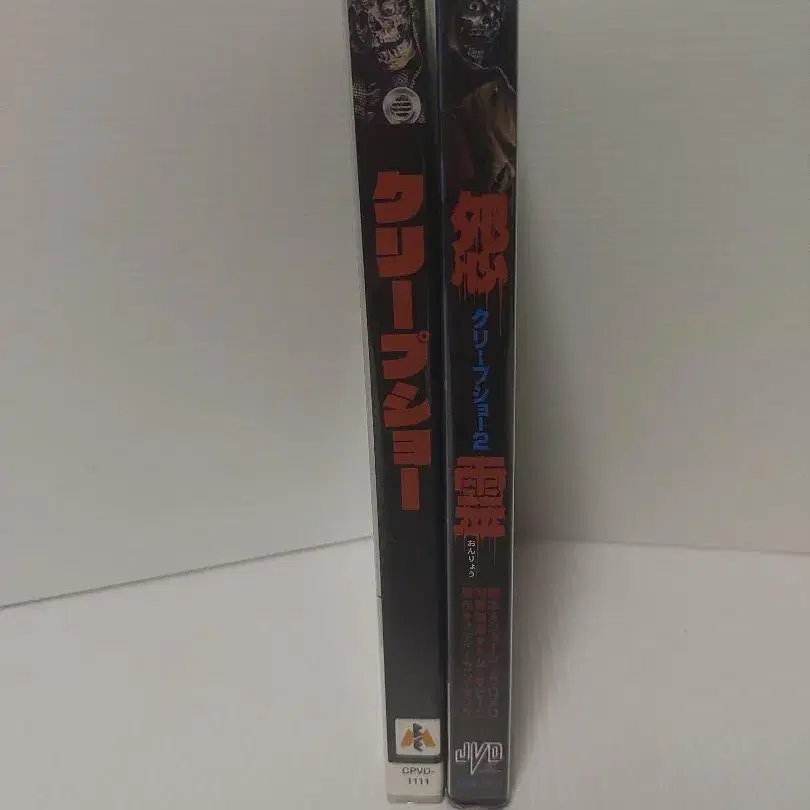 クリープショー
CPVD-
1111
怨
クリープショー2
霊
おんりょう
JVD